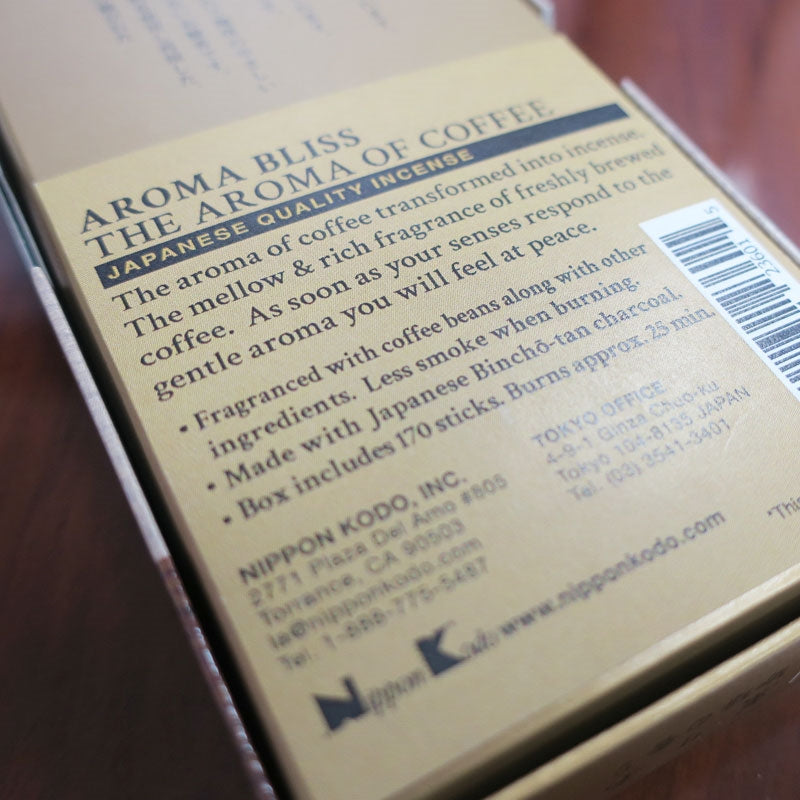 AROMA BLISS
THE AROMA OF COFFEE
JAPANESE QUALITY INCENSE
The aroma of coffee transformed into incense.
The mellow & rich fragrance of freshly brewed
coffee. As soon as your senses respond to the
gentle aroma you will feel at peace.
• Fragranced with coffee beans along with other
ingredients. Less smoke when burning.
• Made with Japanese Binchō-tan charcoal.
• Box includes 170 sticks. Burns approx. 25 min.
NIPPON KODO, INC.
2771 Plaza Del Amo #805
Torrance, CA 90503
la@nipponkodo.com
Tel. 1-888-775-5487
TOKYO OFFICE
4-9-1 Ginza Chuo-Ku
Tokyo 104-8135 JAPAN
Tel. (03) 3541-3401
Nippon Kodo www.nipponkodo.com
*This
23601 5